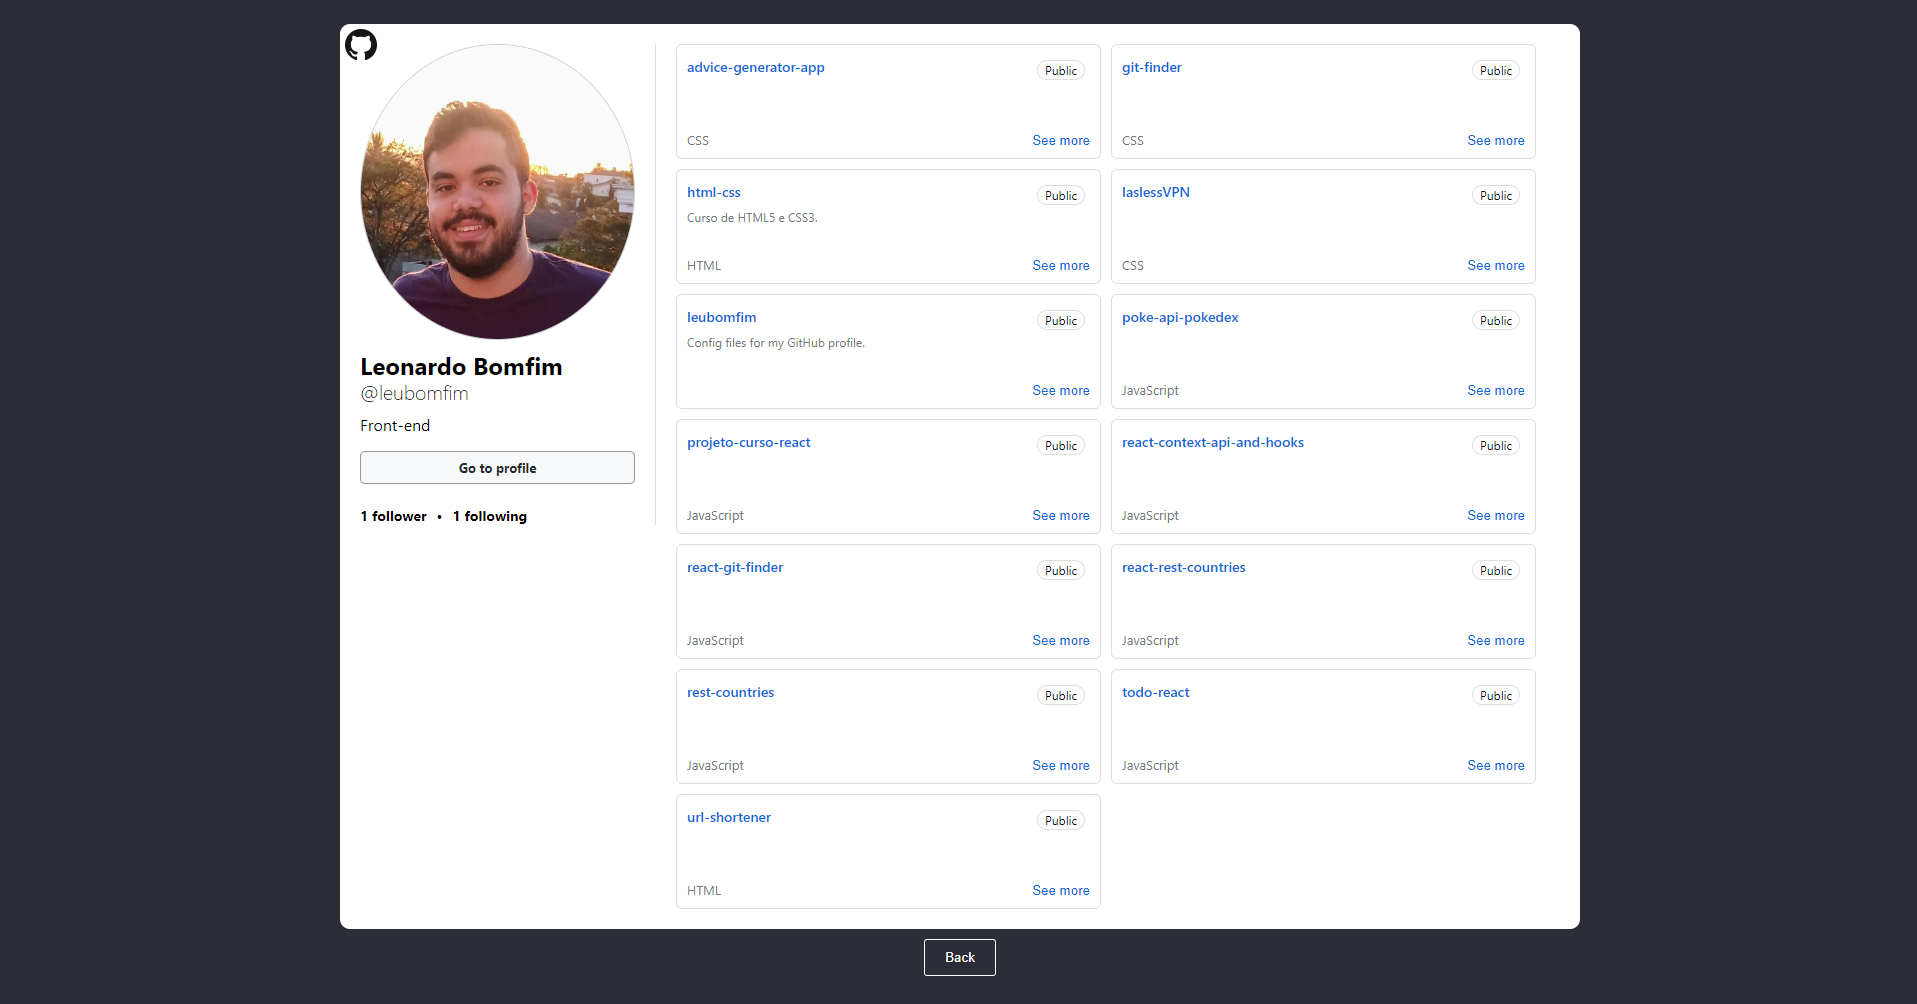 Leonardo Bomfim
@leubomfim
Front-end
Go to profile
1 follower • 1 following
advice-generator-app Public
CSS See more
git-finder Public
CSS See more
html-css Public
Curso de HTML5 e CSS3.
HTML See more
laslessVPN Public
CSS See more
leubomfim Public
Config files for my GitHub profile.
See more
poke-api-pokedex Public
JavaScript See more
projeto-curso-react Public
JavaScript See more
react-context-api-and-hooks Public
JavaScript See more
react-git-finder Public
JavaScript See more
react-rest-countries Public
JavaScript See more
rest-countries Public
JavaScript See more
todo-react Public
JavaScript See more
url-shortener Public
HTML See more
Back